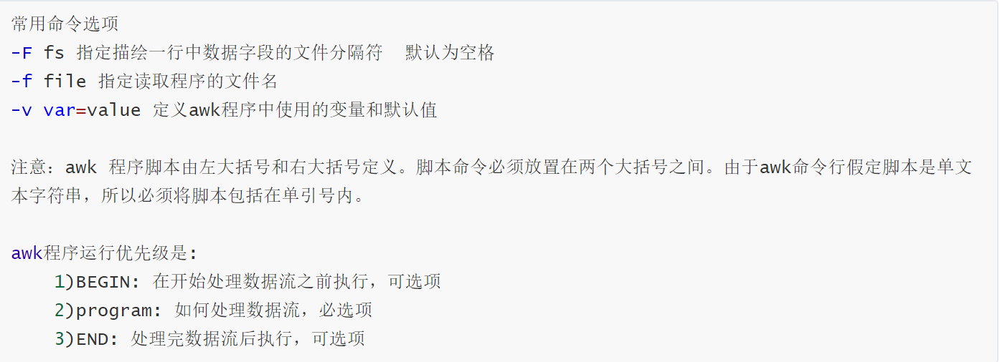 常用命令选项
-F fs 指定描绘一行中数据字段的文件分隔符  默认为空格
-f file 指定读取程序的文件名
-v var=value 定义awk程序中使用的变量和默认值
注意：awk 程序脚本由左大括号和右大括号定义。脚本命令必须放置在两个大括号之间。由于awk命令行假定脚本是单文
本字符串，所以必须将脚本包括在单引号内。
awk程序运行优先级是:
1)BEGIN: 在开始处理数据流之前执行，可选项
2)program: 如何处理数据流，必选项
3)END: 处理完数据流后执行，可选项